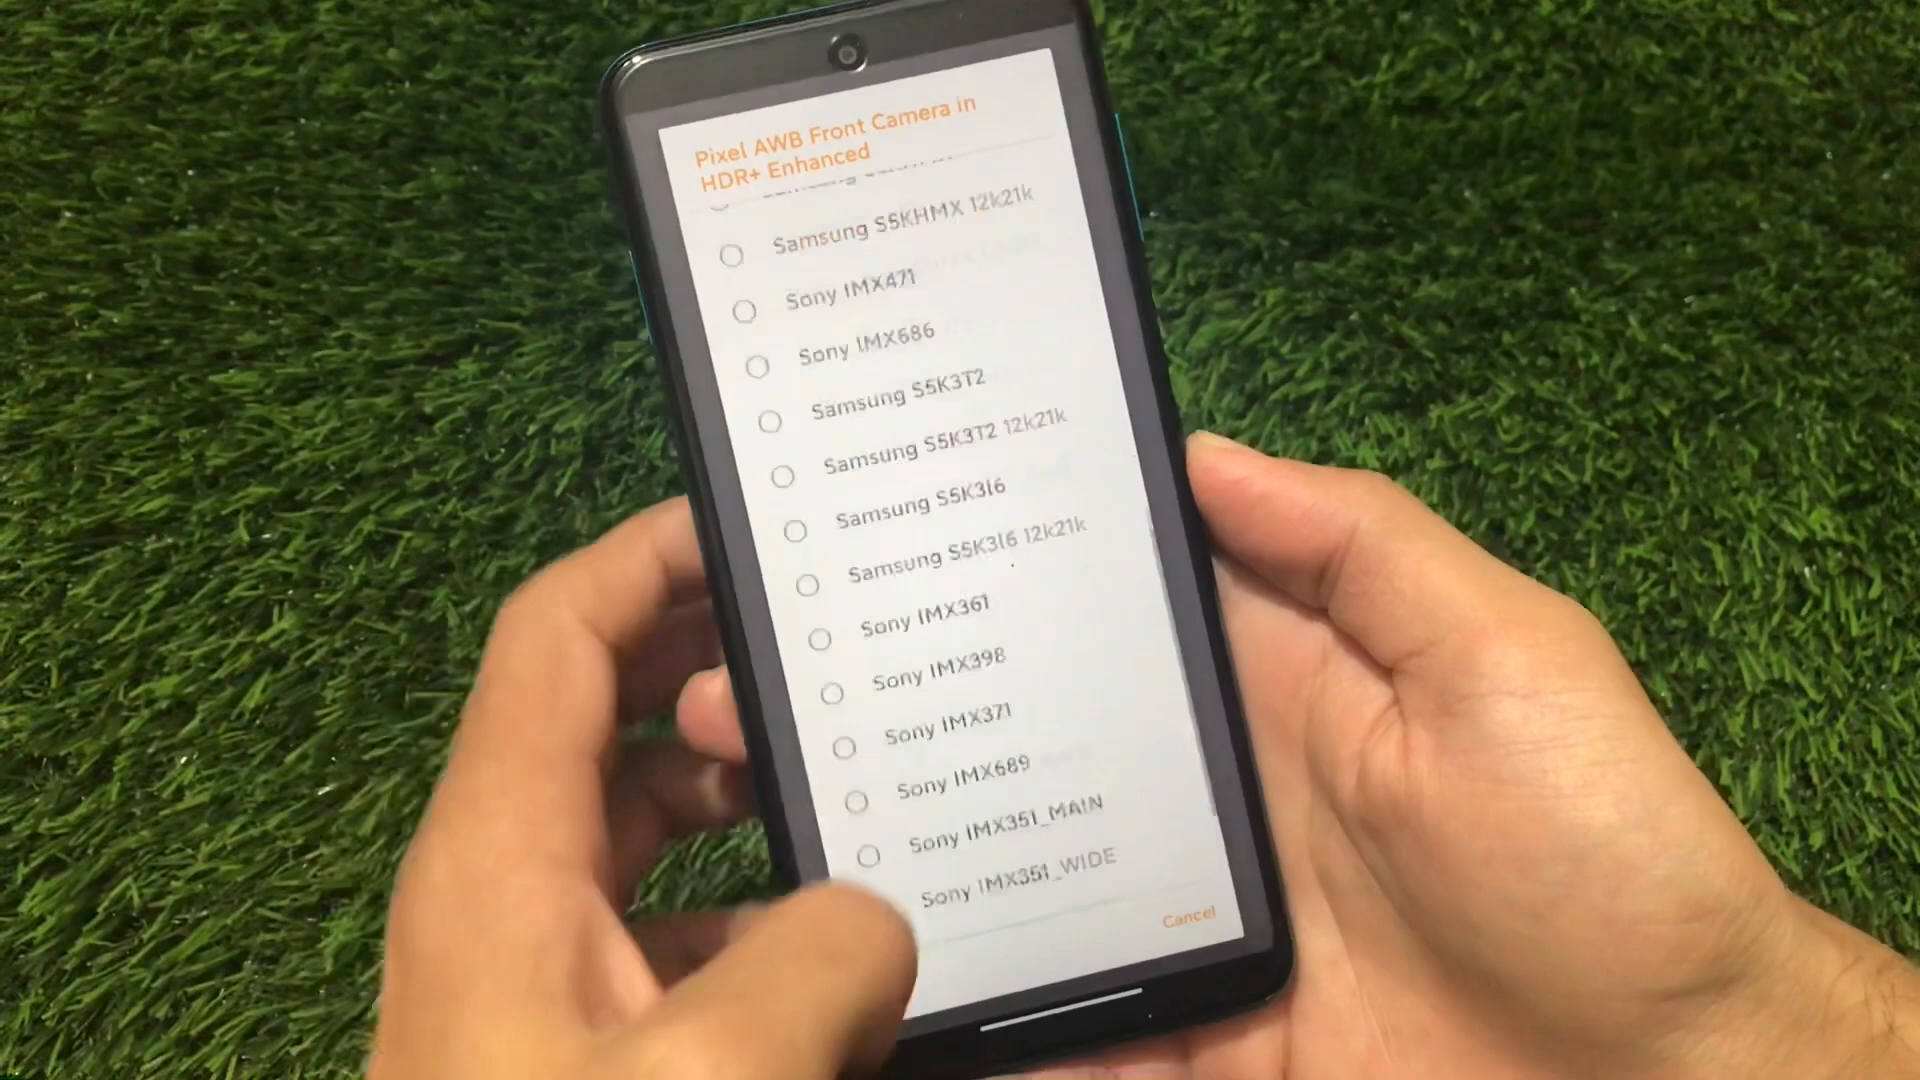 Pixel AWB Front Camera in
HDR+ Enhanced
Samsung S5KHMX 12k21k
Sony IMX471
Sony IMX686
Samsung S5K3T2
Samsung S5K3T2 12k21k
Samsung S5K3l6
Samsung S5K3l6 12k21k
Sony IMX361
Sony IMX398
Sony IMX371
Sony IMX689
Sony IMX351_MAIN
Sony IMX351_WIDE
Cancel